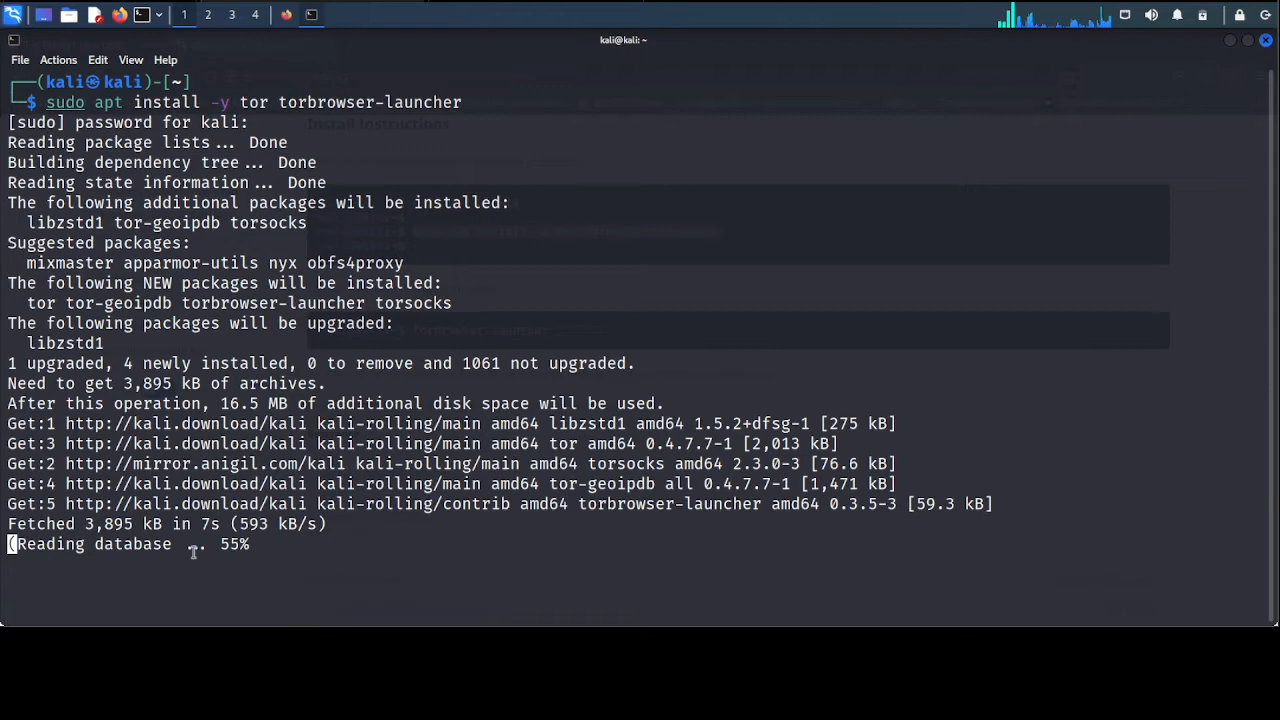 1 2 3 4
kali@kali: ~
File Actions Edit View Help
┌──(kali㉿kali)-[~]
└─$ sudo apt install -y tor torbrowser-launcher
[sudo] password for kali:
Install Instructions
Reading package lists... Done
Building dependency tree... Done
Reading state information... Done
The following additional packages will be installed:
libzstd1 tor-geoipdb torsocks
Suggested packages:
mixmaster apparmor-utils nyx obfs4proxy
The following NEW packages will be installed:
tor tor-geoipdb torbrowser-launcher torsocks
The following packages will be upgraded:
libzstd1
1 upgraded, 4 newly installed, 0 to remove and 1061 not upgraded.
Need to get 3,895 kB of archives.
After this operation, 16.5 MB of additional disk space will be used.
Get:1 http://kali.download/kali kali-rolling/main amd64 libzstd1 amd64 1.5.2+dfsg-1 [275 kB]
Get:3 http://kali.download/kali kali-rolling/main amd64 tor amd64 0.4.7.7-1 [2,013 kB]
Get:2 http://mirror.anigil.com/kali kali-rolling/main amd64 torsocks amd64 2.3.0-3 [76.6 kB]
Get:4 http://kali.download/kali kali-rolling/main amd64 tor-geoipdb all 0.4.7.7-1 [1,471 kB]
Get:5 http://kali.download/kali kali-rolling/contrib amd64 torbrowser-launcher amd64 0.3.5-3 [59.3 kB]
Fetched 3,895 kB in 7s (593 kB/s)
(Reading database ... 55%